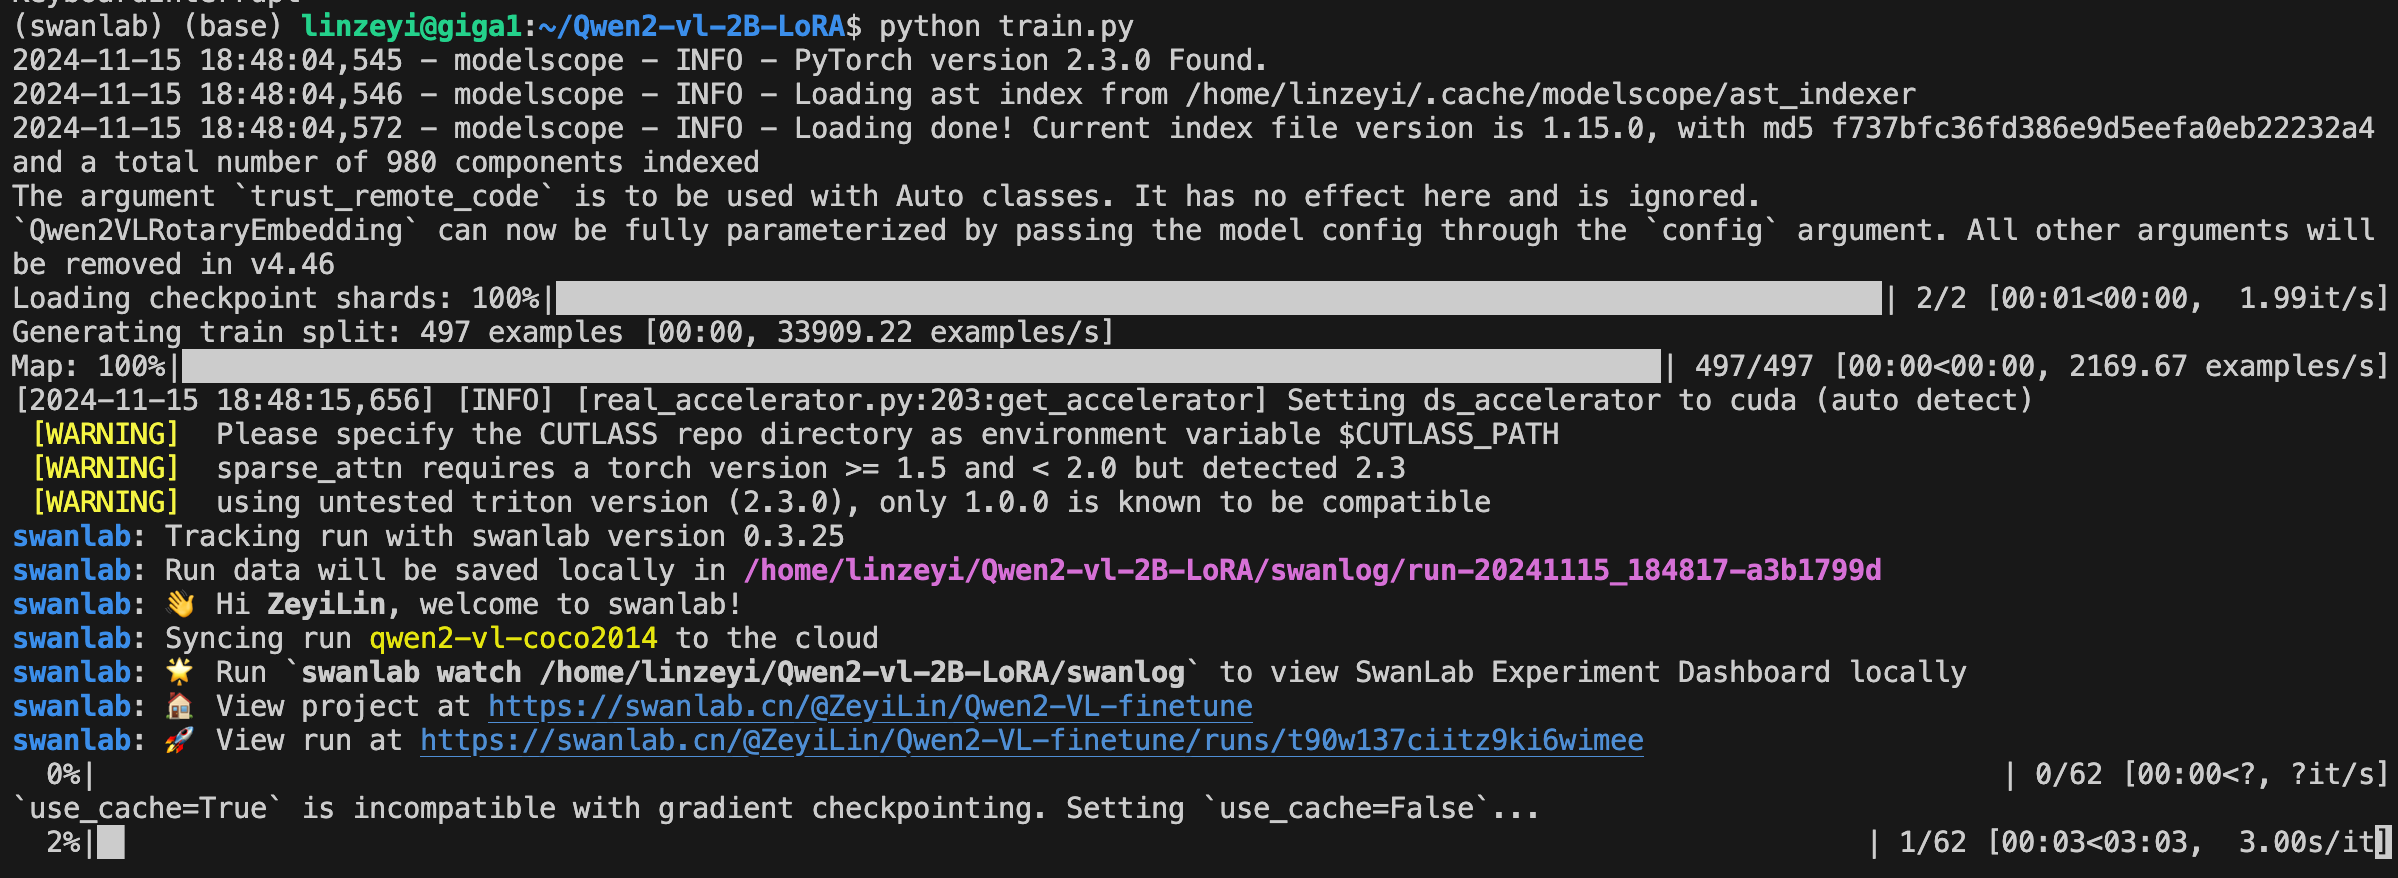 KeyboardInterrupt
(swanlab) (base) linzeyi@giga1:~/Qwen2-vl-2B-LoRA$ python train.py
2024-11-15 18:48:04,545 - modelscope - INFO - PyTorch version 2.3.0 Found.
2024-11-15 18:48:04,546 - modelscope - INFO - Loading ast index from /home/linzeyi/.cache/modelscope/ast_indexer
2024-11-15 18:48:04,572 - modelscope - INFO - Loading done! Current index file version is 1.15.0, with md5 f737bfc36fd386e9d5eefa0eb22232a4
and a total number of 980 components indexed
The argument `trust_remote_code` is to be used with Auto classes. It has no effect here and is ignored.
`Qwen2VLRotaryEmbedding` can now be fully parameterized by passing the model config through the `config` argument. All other arguments will
be removed in v4.46
Loading checkpoint shards: 100%|| 2/2 [00:01<00:00, 1.99it/s]
Generating train split: 497 examples [00:00, 33909.22 examples/s]
Map: 100%|| 497/497 [00:00<00:00, 2169.67 examples/s]
[2024-11-15 18:48:15,656] [INFO] [real_accelerator.py:203:get_accelerator] Setting ds_accelerator to cuda (auto detect)
[WARNING] Please specify the CUTLASS repo directory as environment variable $CUTLASS_PATH
[WARNING] sparse_attn requires a torch version >= 1.5 and < 2.0 but detected 2.3
[WARNING] using untested triton version (2.3.0), only 1.0.0 is known to be compatible
swanlab: Tracking run with swanlab version 0.3.25
swanlab: Run data will be saved locally in /home/linzeyi/Qwen2-vl-2B-LoRA/swanlog/run-20241115_184817-a3b1799d
swanlab: 👋 Hi ZeyiLin, welcome to swanlab!
swanlab: Syncing run qwen2-vl-coco2014 to the cloud
swanlab: 🌟 Run `swanlab watch /home/linzeyi/Qwen2-vl-2B-LoRA/swanlog` to view SwanLab Experiment Dashboard locally
swanlab: 🏠 View project at https://swanlab.cn/@ZeyiLin/Qwen2-VL-finetune
swanlab: 🚀 View run at https://swanlab.cn/@ZeyiLin/Qwen2-VL-finetune/runs/t90w137ciitz9ki6wimee
0%| | 0/62 [00:00<?, ?it/s]
`use_cache=True` is incompatible with gradient checkpointing. Setting `use_cache=False`...
2%| | 1/62 [00:03<03:03, 3.00s/it]